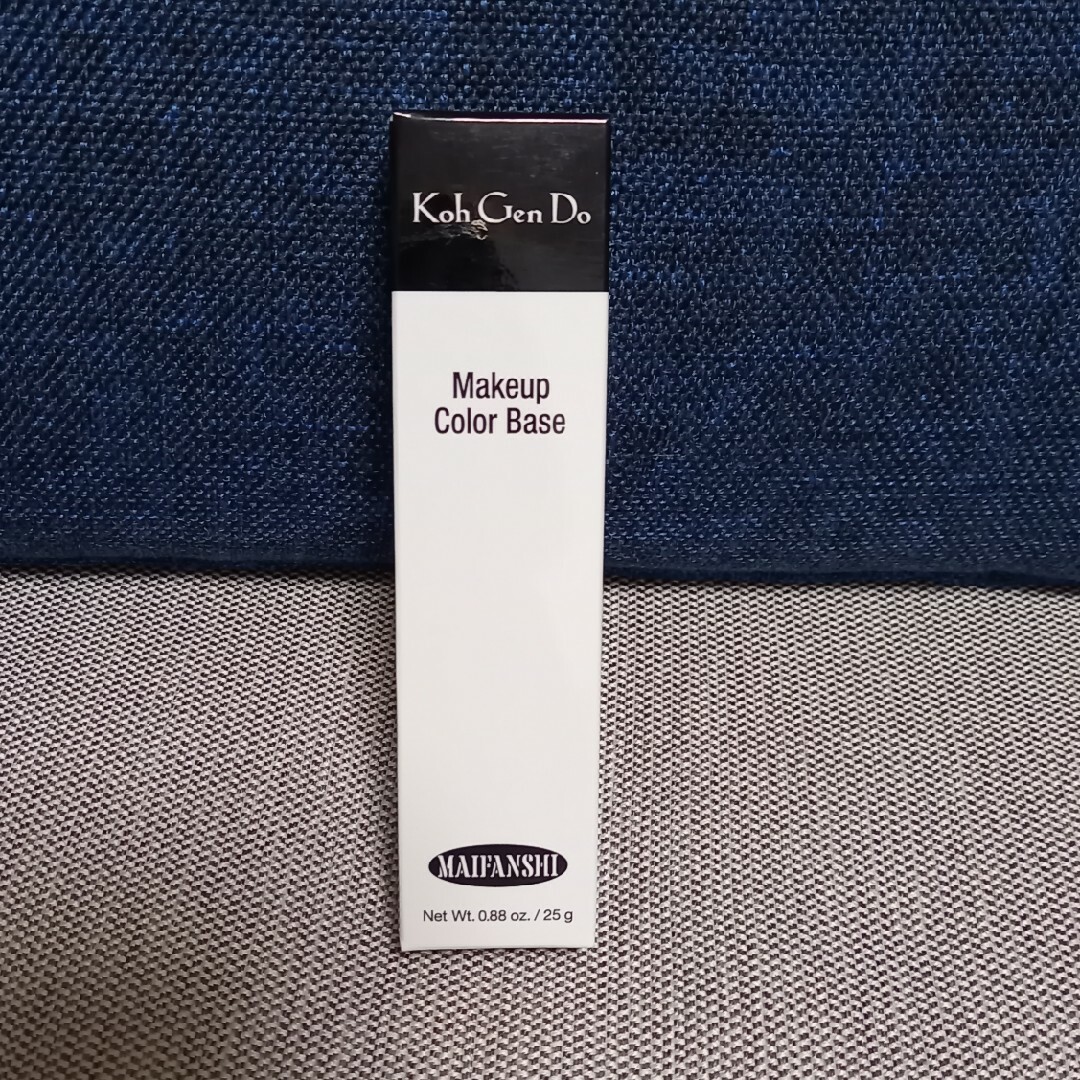 Koh Gen Do
Makeup
Color Base
MAIFANSHI
Net Wt. 0.88 oz. / 25 g